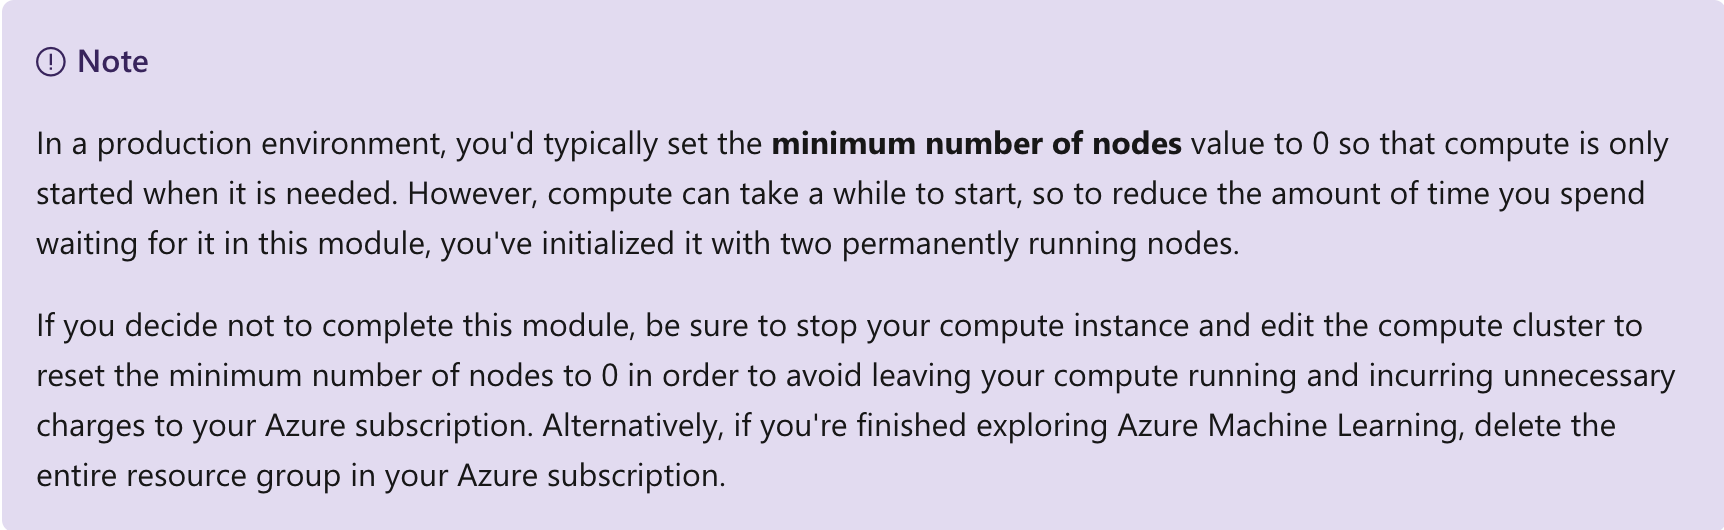 Note
In a production environment, you'd typically set the minimum number of nodes value to 0 so that compute is only
started when it is needed. However, compute can take a while to start, so to reduce the amount of time you spend
waiting for it in this module, you've initialized it with two permanently running nodes.
If you decide not to complete this module, be sure to stop your compute instance and edit the compute cluster to
reset the minimum number of nodes to 0 in order to avoid leaving your compute running and incurring unnecessary
charges to your Azure subscription. Alternatively, if you're finished exploring Azure Machine Learning, delete the
entire resource group in your Azure subscription.